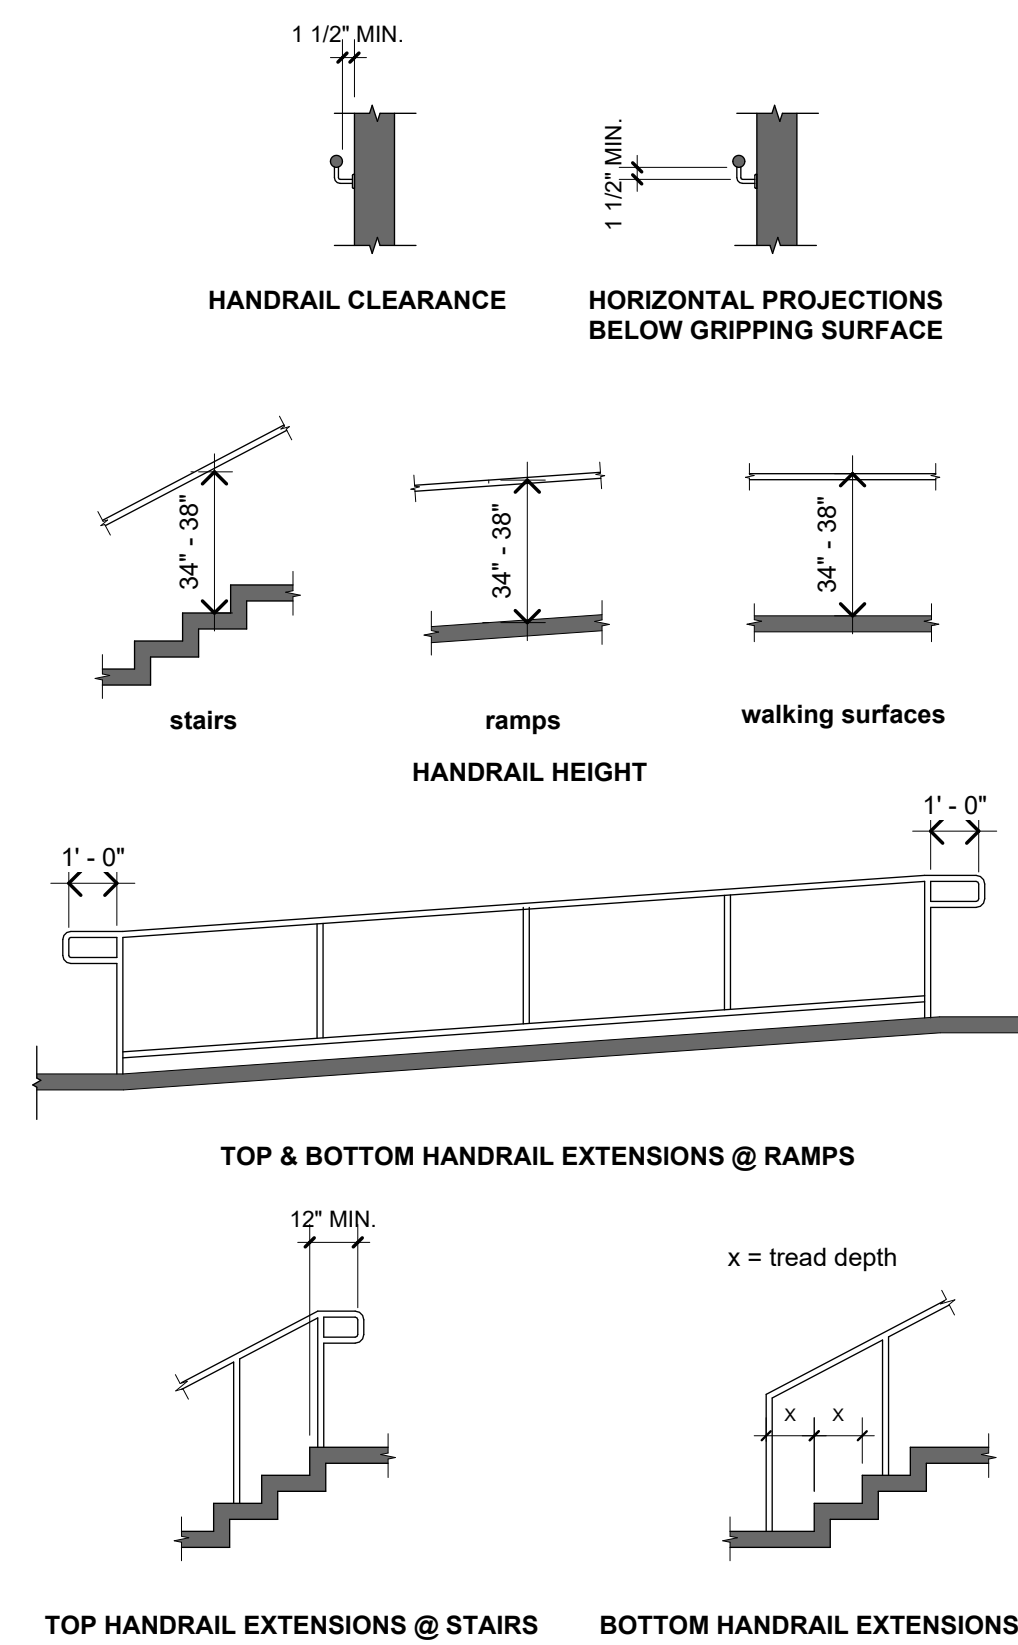 1 1/2" MIN.
1 1/2" MIN.
HANDRAIL CLEARANCE
HORIZONTAL PROJECTIONS
BELOW GRIPPING SURFACE
34" - 38"
34" - 38"
34" - 38"
stairs
ramps
walking surfaces
HANDRAIL HEIGHT
1' - 0"
1' - 0"
TOP & BOTTOM HANDRAIL EXTENSIONS @ RAMPS
12" MIN.
x = tread depth
X
X
TOP HANDRAIL EXTENSIONS @ STAIRS
BOTTOM HANDRAIL EXTENSIONS